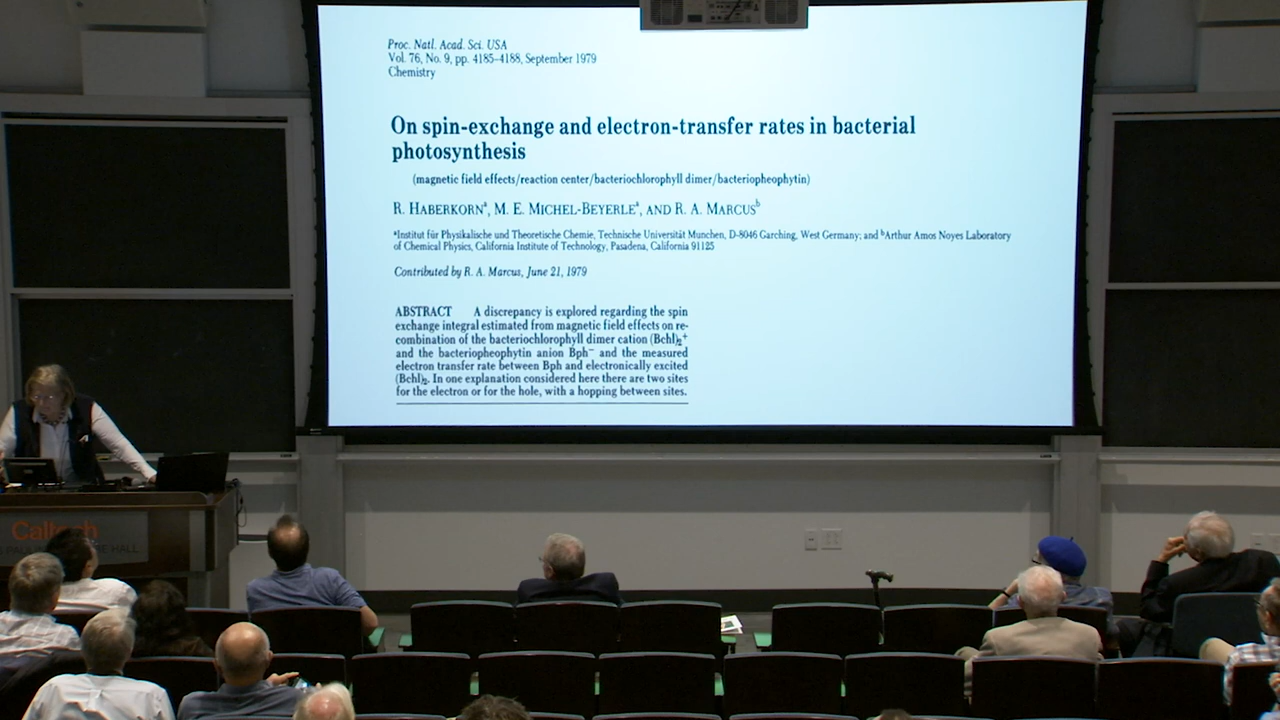 Proc. Natl. Acad. Sci. USA
Vol. 76, No. 9, pp. 4185-4188, September 1979
Chemistry
On spin-exchange and electron-transfer rates in bacterial
photosynthesis
(magnetic field effects/reaction center/bacteriochlorophyll dimer/bacteriopheophytin)
R. HABERKORNᵃ, M. E. MICHEL-BEYERLEᵃ, AND R. A. MARCUSᵇ
ᵃInstitut für Physikalische und Theoretische Chemie, Technische Universität Munchen, D-8046 Garching, West Germany; and ᵇArthur Amos Noyes Laboratory
of Chemical Physics, California Institute of Technology, Pasadena, California 91125
Contributed by R. A. Marcus, June 21, 1979
ABSTRACT A discrepancy is explored regarding the spin
exchange integral estimated from magnetic field effects on re-
combination of the bacteriochlorophyll dimer cation (Bchl)₂⁺
and the bacteriopheophytin anion Bph⁻ and the measured
electron transfer rate between Bph and electronically excited
(Bchl)₂. In one explanation considered here there are two sites
for the electron or for the hole, with a hopping between sites.
Caltech
HALL